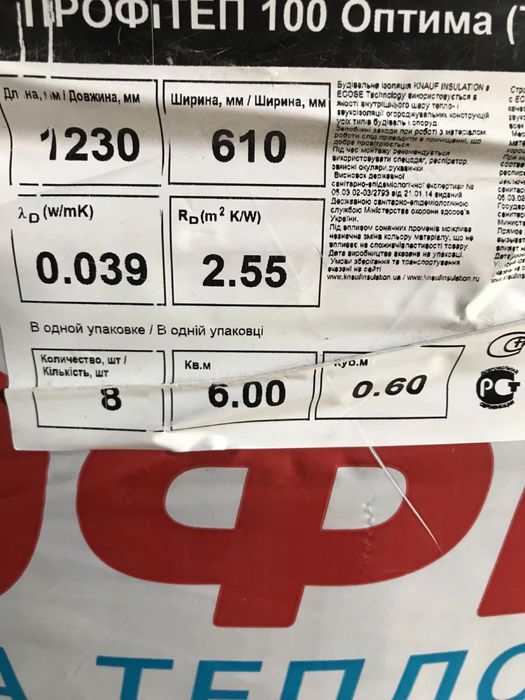 ПРОФіТЕП 100 Оптима (
Довжина, мм
Ширина, мм / Ширина, мм
1230
610
λD (w/mK)
RD(m² K/W)
0.039
2.55
В одной упаковке / В одній упаковці
Количество, шт /
Кількість, шт
8
Кв.м
6.00
0.60
Будівельне ізоляція KNAUF INSULATION з
ECOSE Technology використовується в
якості внутрішнього шару тепло- і
звукоізоляції огороджувальних конструкцій
усіх типів будівель і споруд.
Запобіжні заходи при роботі з матеріалом
роботи слід проводити в приміщенні, що
добре провітрюється.
Під час монтажу рекомендується
використовувати спецодяг, респіратор,
захисні окуляри, рукавички.
Висновок державної
санітарно-епідеміологічної експертизи №
05.03.02-03/2793 від 21.01.14 виданий
Державною санітарно-епідеміологічною
службою Міністерства охорони здоров'я
України.
Під впливом сонячних променів можлива
незначна зміна кольору матеріалу, що не
впливає на споживчі властивості товару.
Дата виробництва вказана на упаковці.
Умови зберігання та транспортування
вказані на сайті
www.knaufinsulation.ua / www.knaufinsulation.ru
РСТ
ОФІ
А ТЕПЛО